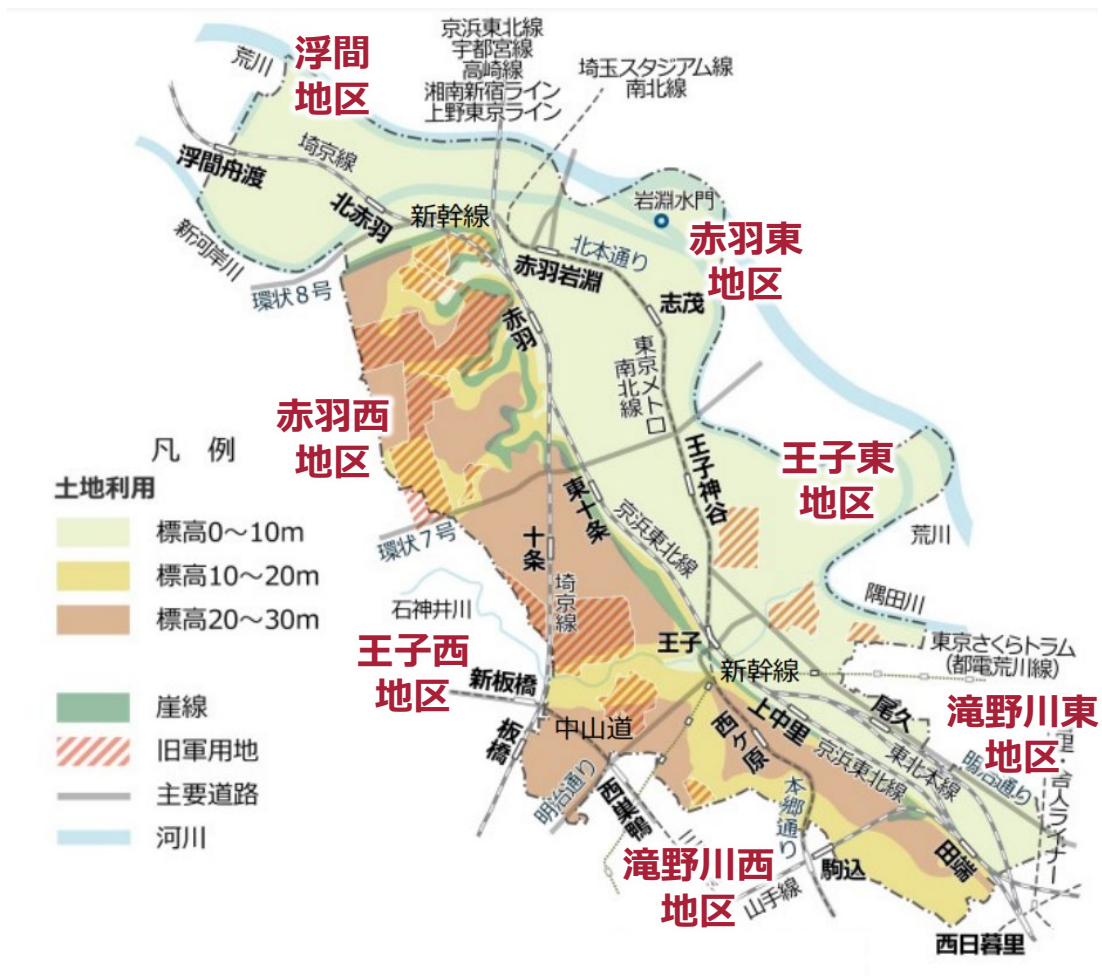 京浜東北線
宇都宮線
高崎線
湘南新宿ライン
上野東京ライン
埼玉スタジアム線
南北線
荒川
浮間
地区
浮間舟渡
埼京線
北赤羽
新幹線
新河岸川
環状8号
岩淵水門
赤羽東
地区
北本通り
赤羽岩淵
志茂
赤羽
東京メトロ
南北線
赤羽西
地区
王子神谷
王子東
地区
荒川
隅田川
凡 例
土地利用
標高0～10m
標高10～20m
標高20～30m
崖線
旧軍用地
主要道路
河川
環状7号
十条
東十条
京浜東北線
埼京線
石神井川
王子西
地区
新板橋
板橋
王子
新幹線
東京さくらトラム
(都電荒川線)
中山道
明治通り
西巣鴨
西ケ原
上中里
京浜東北線
尾久
東北本線
明治通り
滝野川東
地区
里・舎人ライナー
本郷通り
滝野川西
地区
駒込
山手線
田端
西日暮里